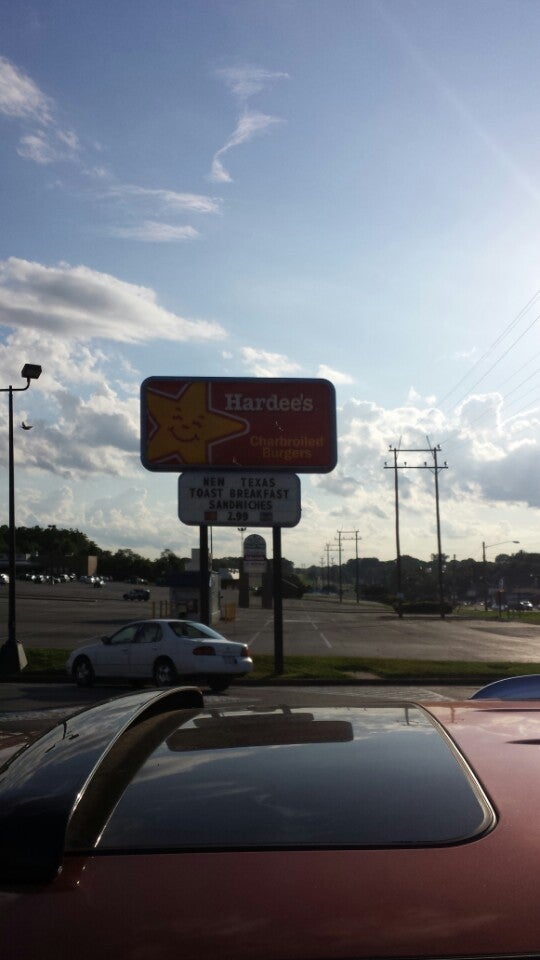 Hardee's
Charbroiled
Burgers
NEW TEXAS
TOAST BREAKFAST
SANDWICHES
2.99